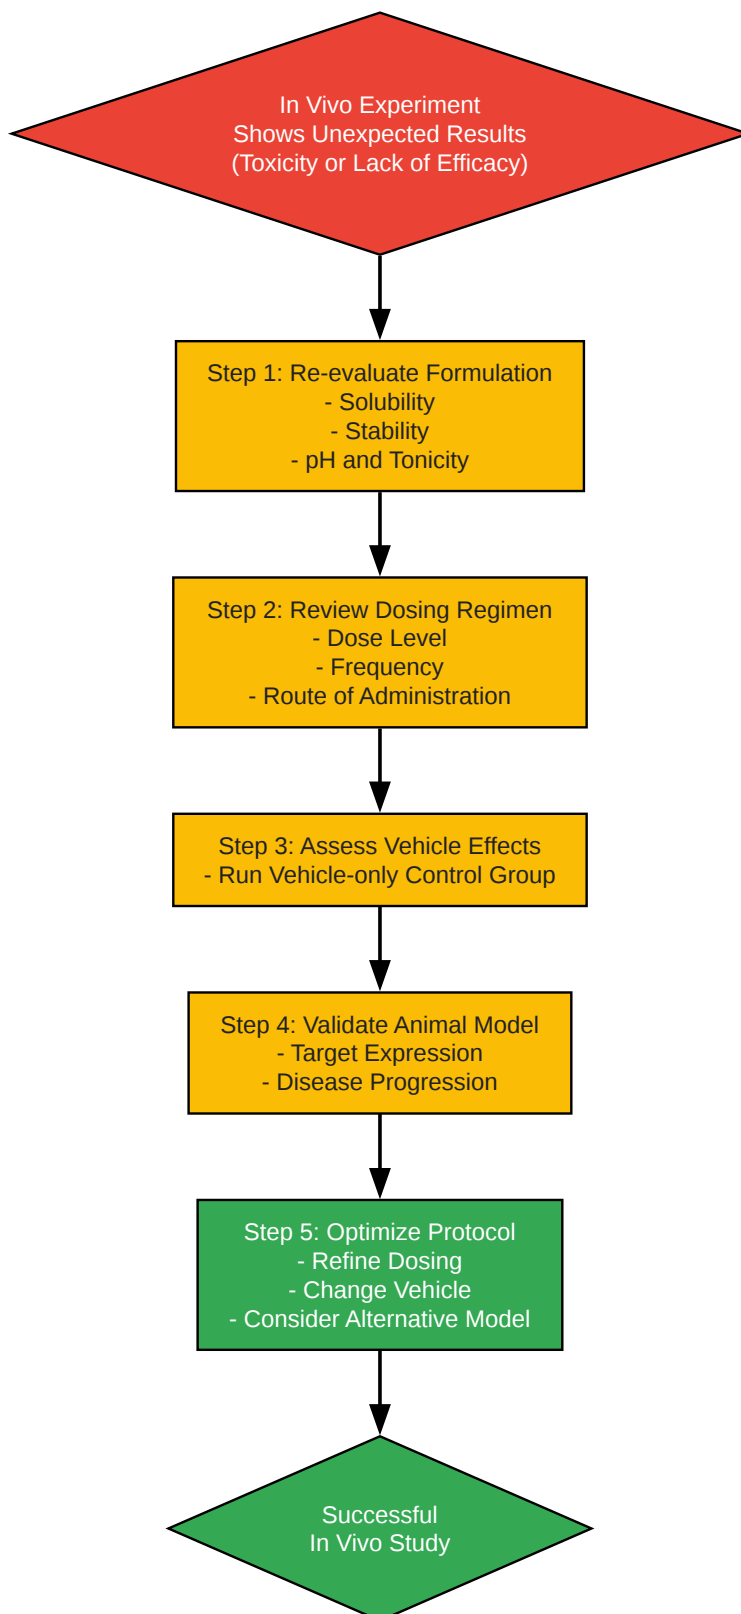 In Vivo Experiment
Shows Unexpected Results
(Toxicity or Lack of Efficacy)
Step 1: Re-evaluate Formulation
- Solubility
- Stability
- pH and Tonicity
Step 2: Review Dosing Regimen
- Dose Level
- Frequency
- Route of Administration
Step 3: Assess Vehicle Effects
- Run Vehicle-only Control Group
Step 4: Validate Animal Model
- Target Expression
- Disease Progression
Step 5: Optimize Protocol
- Refine Dosing
- Change Vehicle
- Consider Alternative Model
Successful
In Vivo Study